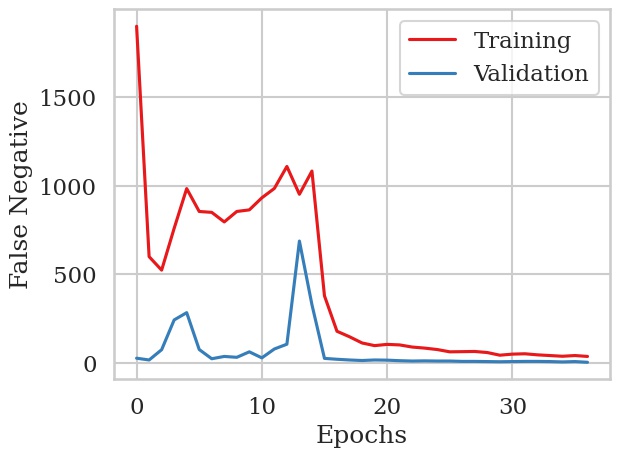 Training
Validation
1500
1000
500
0
False Negative
0 10 20 30
Epochs